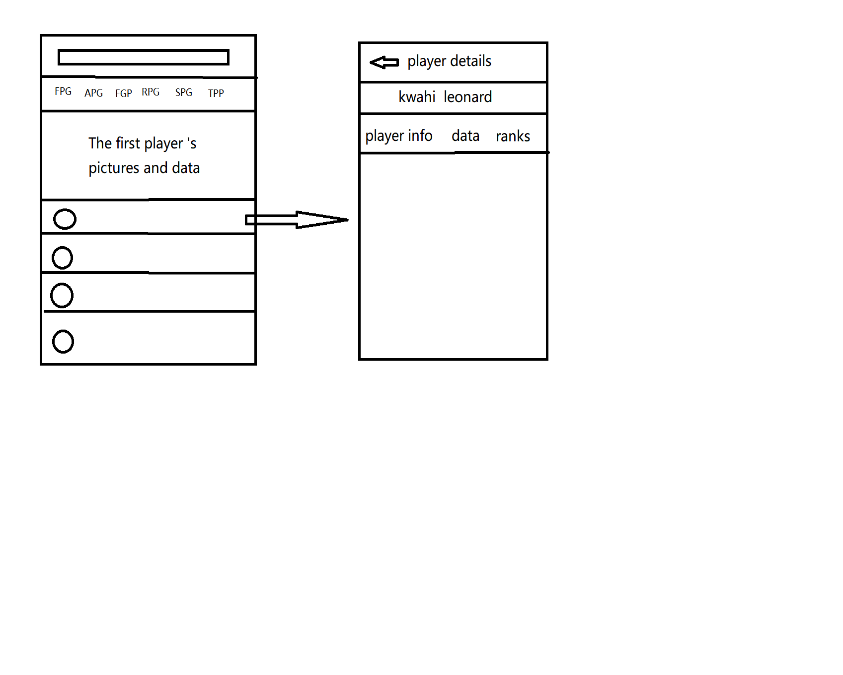 FPG APG FGP RPG SPG TPP
The first player 's
pictures and data
player details
kwahi leonard
player info data ranks